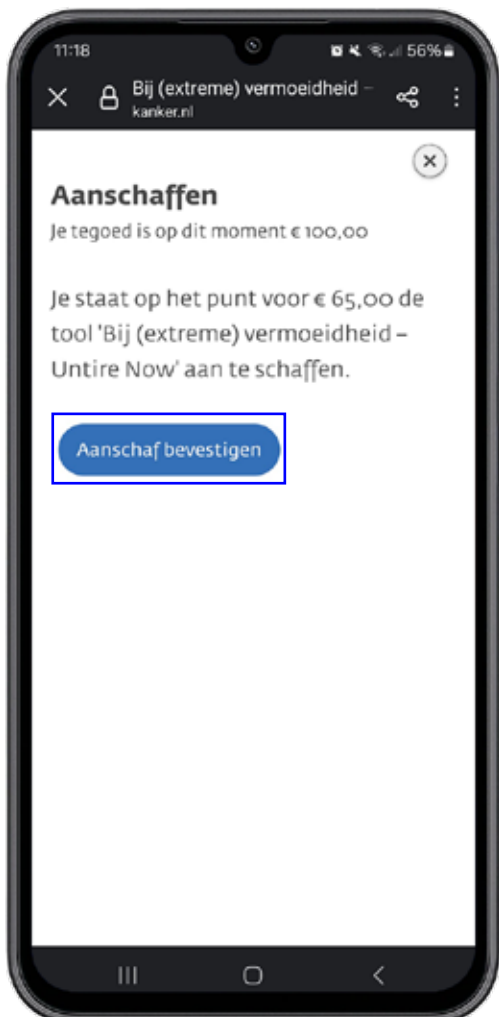 11:18
56%
Bij (extreme) vermoeidheid –
kanker.nl
Aanschaffen
Je tegoed is op dit moment € 100,00
Je staat op het punt voor € 65,00 de
tool 'Bij (extreme) vermoeidheid –
Untire Now' aan te schaffen.
Aanschaf bevestigen